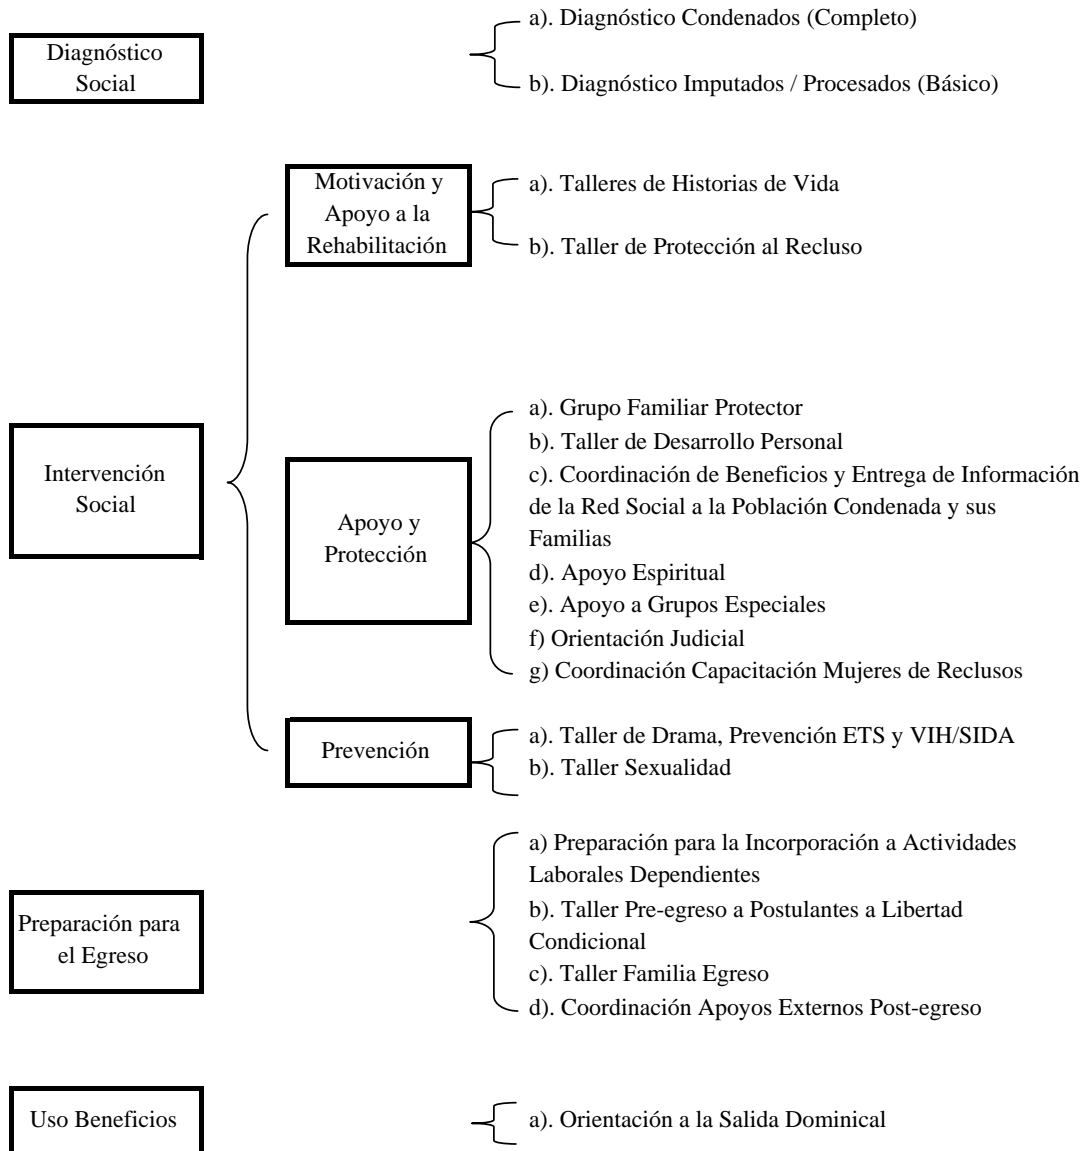 Diagnóstico
Social
a). Diagnóstico Condenados (Completo)
b). Diagnóstico Imputados / Procesados (Básico)
Intervención
Social
Motivación y
Apoyo a la
Rehabilitación
a). Talleres de Historias de Vida
b). Taller de Protección al Recluso
Apoyo y
Protección
a). Grupo Familiar Protector
b). Taller de Desarrollo Personal
c). Coordinación de Beneficios y Entrega de Información
de la Red Social a la Población Condenada y sus
Familias
d). Apoyo Espiritual
e). Apoyo a Grupos Especiales
f) Orientación Judicial
g) Coordinación Capacitación Mujeres de Reclusos
Prevención
a). Taller de Drama, Prevención ETS y VIH/SIDA
b). Taller Sexualidad
Preparación para
el Egreso
a) Preparación para la Incorporación a Actividades
Laborales Dependientes
b). Taller Pre-egreso a Postulantes a Libertad
Condicional
c). Taller Familia Egreso
d). Coordinación Apoyos Externos Post-egreso
Uso Beneficios
a). Orientación a la Salida Dominical